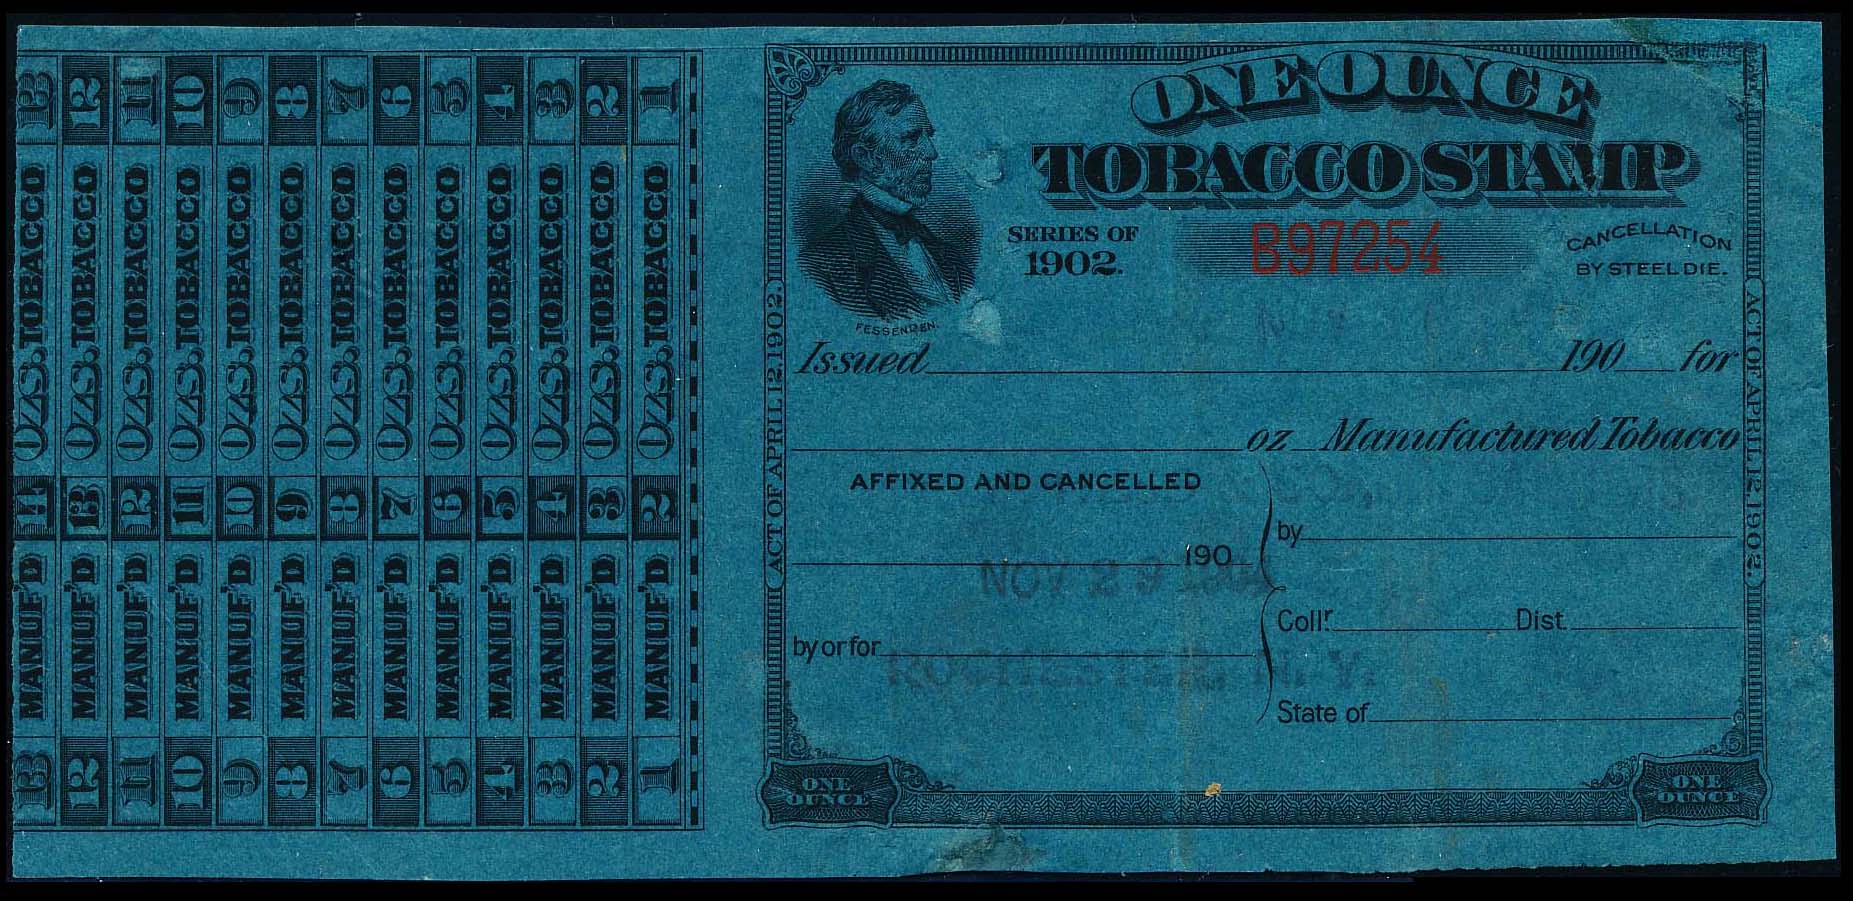 13 MANUF'D 14 OZS. TOBACCO 13
12 MANUF'D 13 OZS. TOBACCO 12
11 MANUF'D 12 OZS. TOBACCO 11
10 MANUF'D 11 OZS. TOBACCO 10
9 MANUF'D 10 OZS. TOBACCO 9
8 MANUF'D 9 OZS. TOBACCO 8
7 MANUF'D 8 OZS. TOBACCO 7
6 MANUF'D 7 OZS. TOBACCO 6
5 MANUF'D 6 OZS. TOBACCO 5
4 MANUF'D 5 OZS. TOBACCO 4
3 MANUF'D 4 OZS. TOBACCO 3
2 MANUF'D 3 OZS. TOBACCO 2
1 MANUF'D 2 OZS. TOBACCO 1
ACT OF APRIL 12, 1902.
ONE OUNCE
TOBACCO STAMP
SERIES OF
1902.
B97254
CANCELLATION
BY STEEL DIE.
FESSENDEN.
Issued 190 for
oz Manufactured Tobacco
AFFIXED AND CANCELLED
by
190
NOV 29
Collr. Dist.
by or for
ROCHESTER, N.Y.
State of
ONE
OUNCE
ONE
OUNCE
ACT OF APRIL 12, 1902.